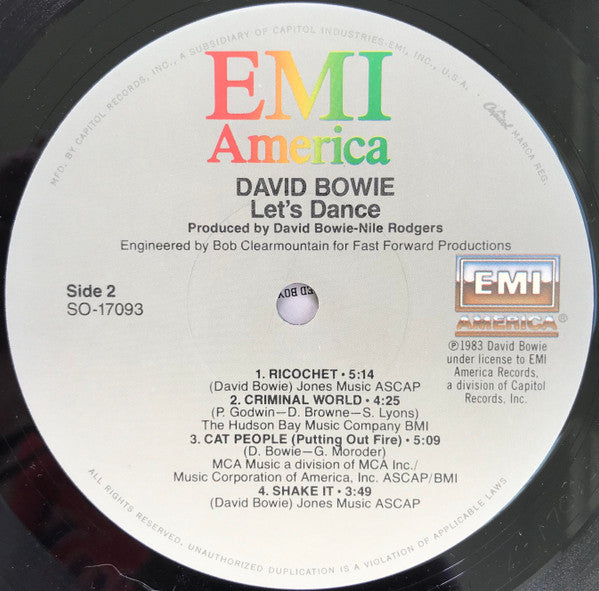 MFD. BY CAPITOL RECORDS, INC., A SUBSIDIARY OF CAPITOL INDUSTRIES EMI, INC., U.S.A.
Capitol MARCA REG.
EMI
America
DAVID BOWIE
Let's Dance
Produced by David Bowie-Nile Rodgers
Engineered by Bob Clearmountain for Fast Forward Productions
Side 2
SO-17093
EMI
AMERICA®
℗1983 David Bowie
under license to EMI
America Records,
a division of Capitol
Records, Inc.
1. RICOCHET • 5:14
(David Bowie) Jones Music ASCAP
2. CRIMINAL WORLD • 4:25
(P. Godwin—D. Browne—S. Lyons)
The Hudson Bay Music Company BMI
3. CAT PEOPLE (Putting Out Fire) • 5:09
(D. Bowie—G. Moroder)
MCA Music a division of MCA Inc./
Music Corporation of America, Inc. ASCAP/BMI
4. SHAKE IT • 3:49
(David Bowie) Jones Music ASCAP
ALL RIGHTS RESERVED. UNAUTHORIZED DUPLICATION IS A VIOLATION OF APPLICABLE LAWS